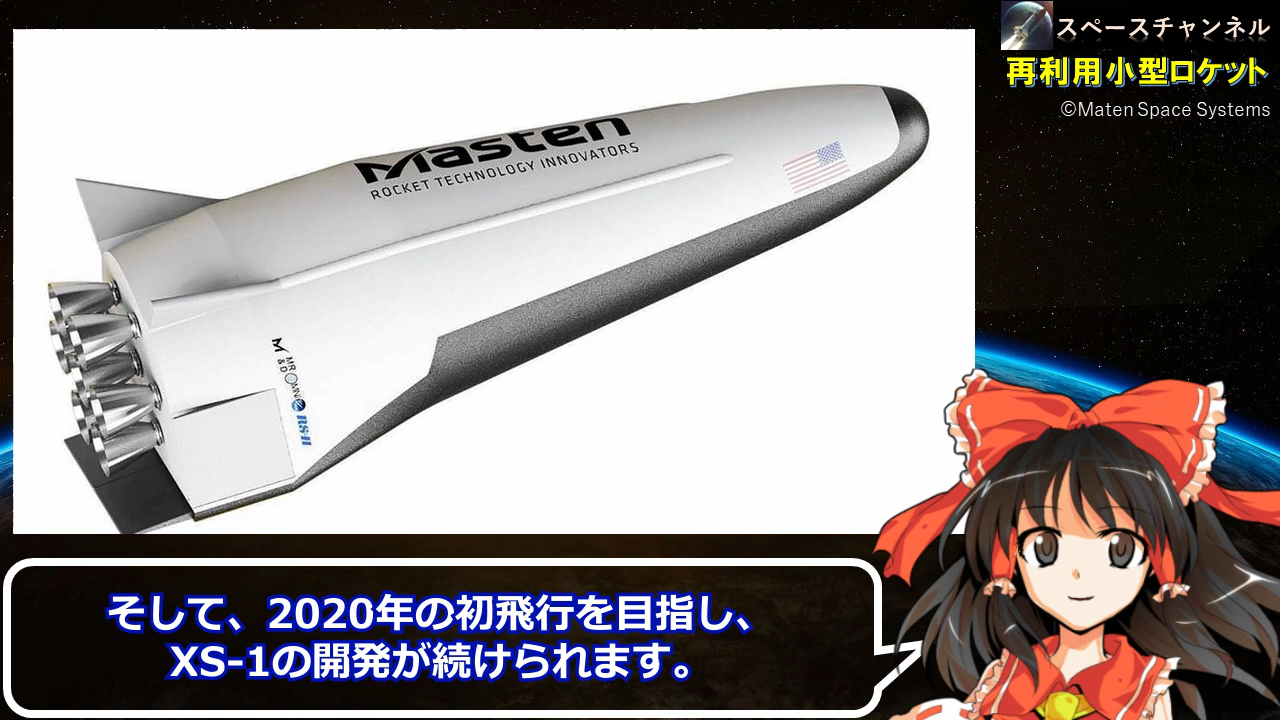 スペースチャンネル
再利用小型ロケット
©Maten Space Systems
Masten
ROCKET TECHNOLOGY INNOVATORS
そして、2020年の初飛行を目指し、
XS-1の開発が続けられます。